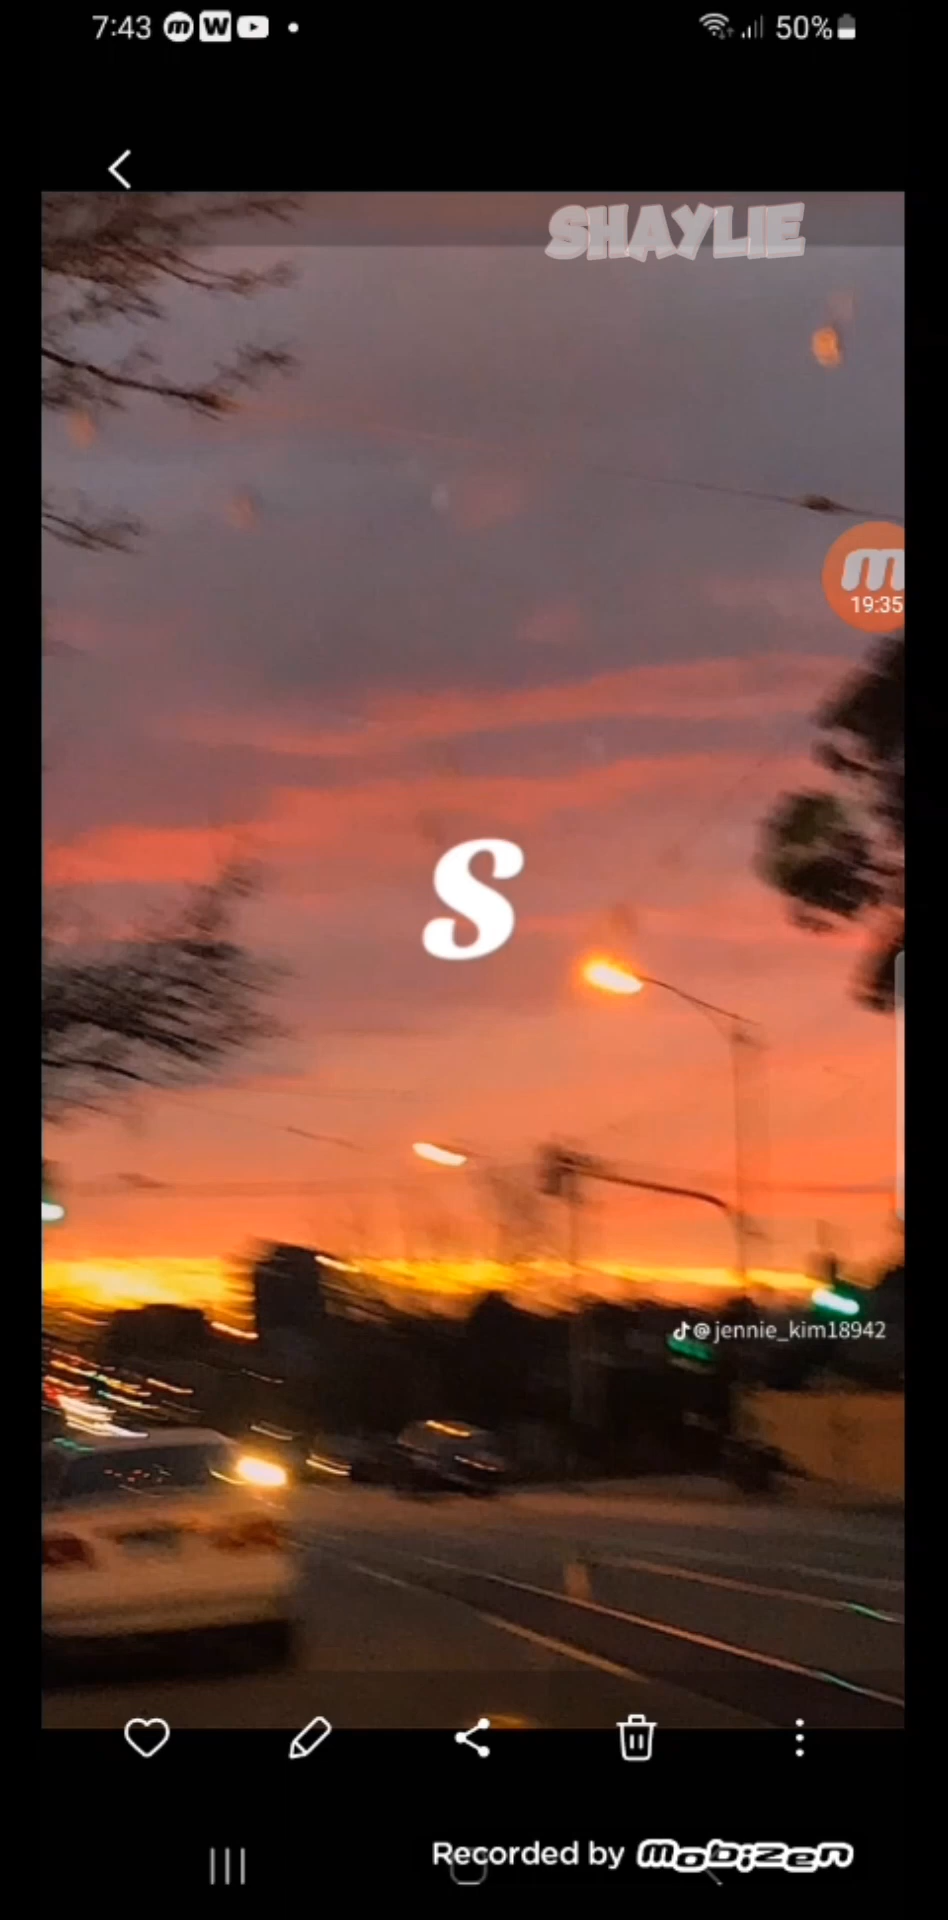 7:43 m W 50%
SHAYLIE
m
19:35
S
@jennie_kim18942
Recorded by mobizen